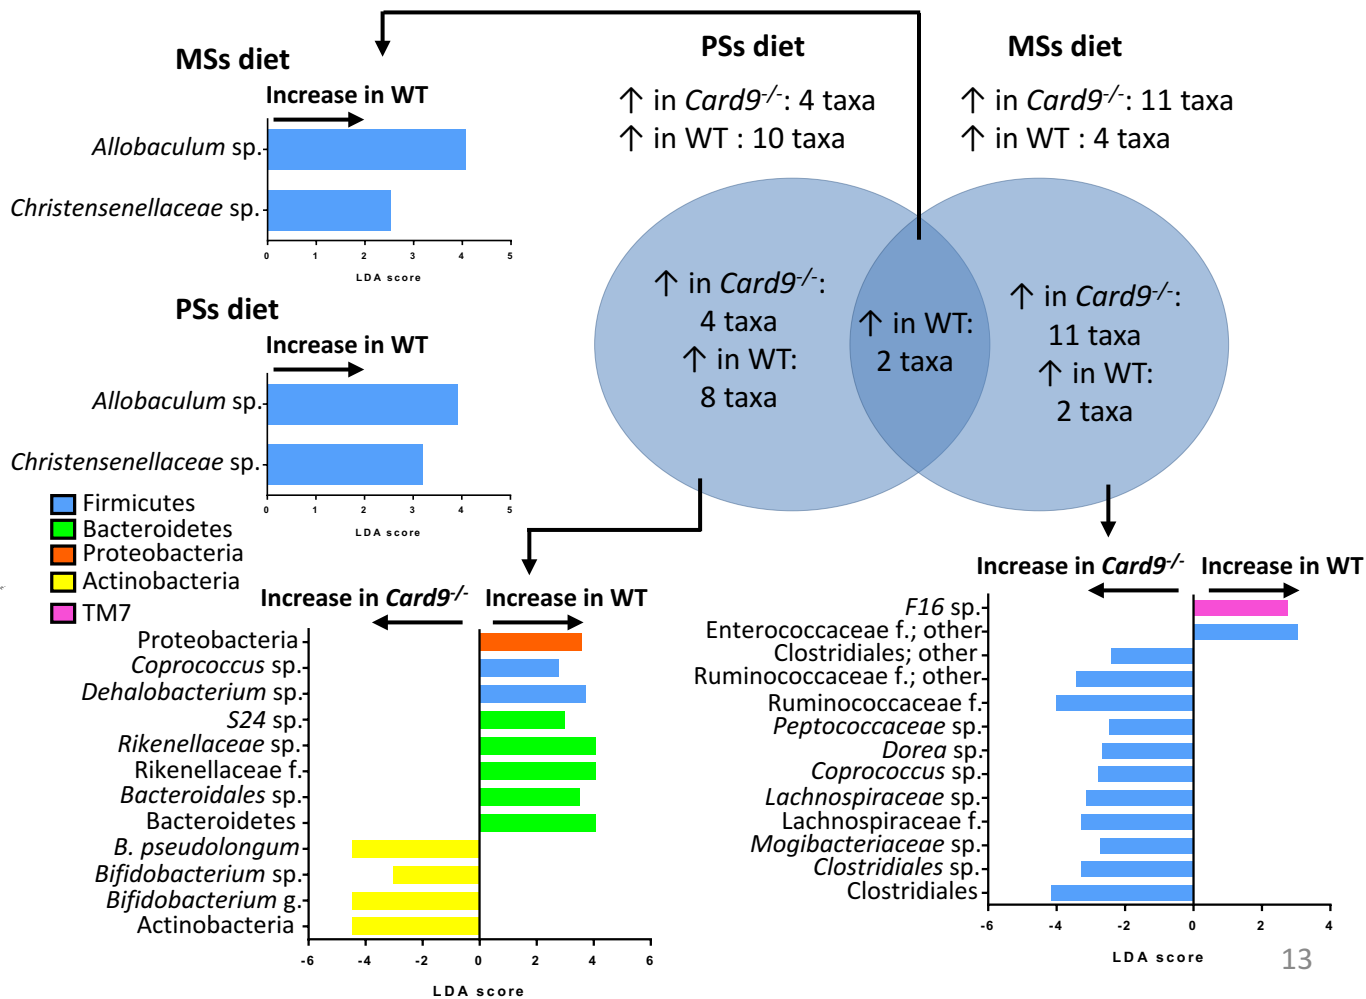 MSs diet
Increase in WT
Allobaculum sp.
Christensenellaceae sp.
0 1 2 3 4 5
LDA score
PSs diet
Increase in WT
Allobaculum sp.
Christensenellaceae sp.
0 1 2 3 4 5
LDA score
Firmicutes
Bacteroidetes
Proteobacteria
Actinobacteria
TM7
PSs diet
↑ in Card9-/-: 4 taxa
↑ in WT : 10 taxa
MSs diet
↑ in Card9-/-: 11 taxa
↑ in WT : 4 taxa
↑ in Card9-/-:
4 taxa
↑ in WT:
8 taxa
↑ in WT:
2 taxa
↑ in Card9-/-:
11 taxa
↑ in WT:
2 taxa
Increase in Card9-/- Increase in WT
Proteobacteria
Coprococcus sp.
Dehalobacterium sp.
S24 sp.
Rikenellaceae sp.
Rikenellaceae f.
Bacteroidales sp.
Bacteroidetes
B. pseudolongum
Bifidobacterium sp.
Bifidobacterium g.
Actinobacteria
-6 -4 -2 0 2 4 6
LDA score
Increase in Card9-/- Increase in WT
F16 sp.
Enterococcaceae f.; other
Clostridiales; other
Ruminococcaceae f.; other
Ruminococcaceae f.
Peptococcaceae sp.
Dorea sp.
Coprococcus sp.
Lachnospiraceae sp.
Lachnospiraceae f.
Mogibacteriaceae sp.
Clostridiales sp.
Clostridiales
-6 -4 -2 0 2 4
LDA score
13